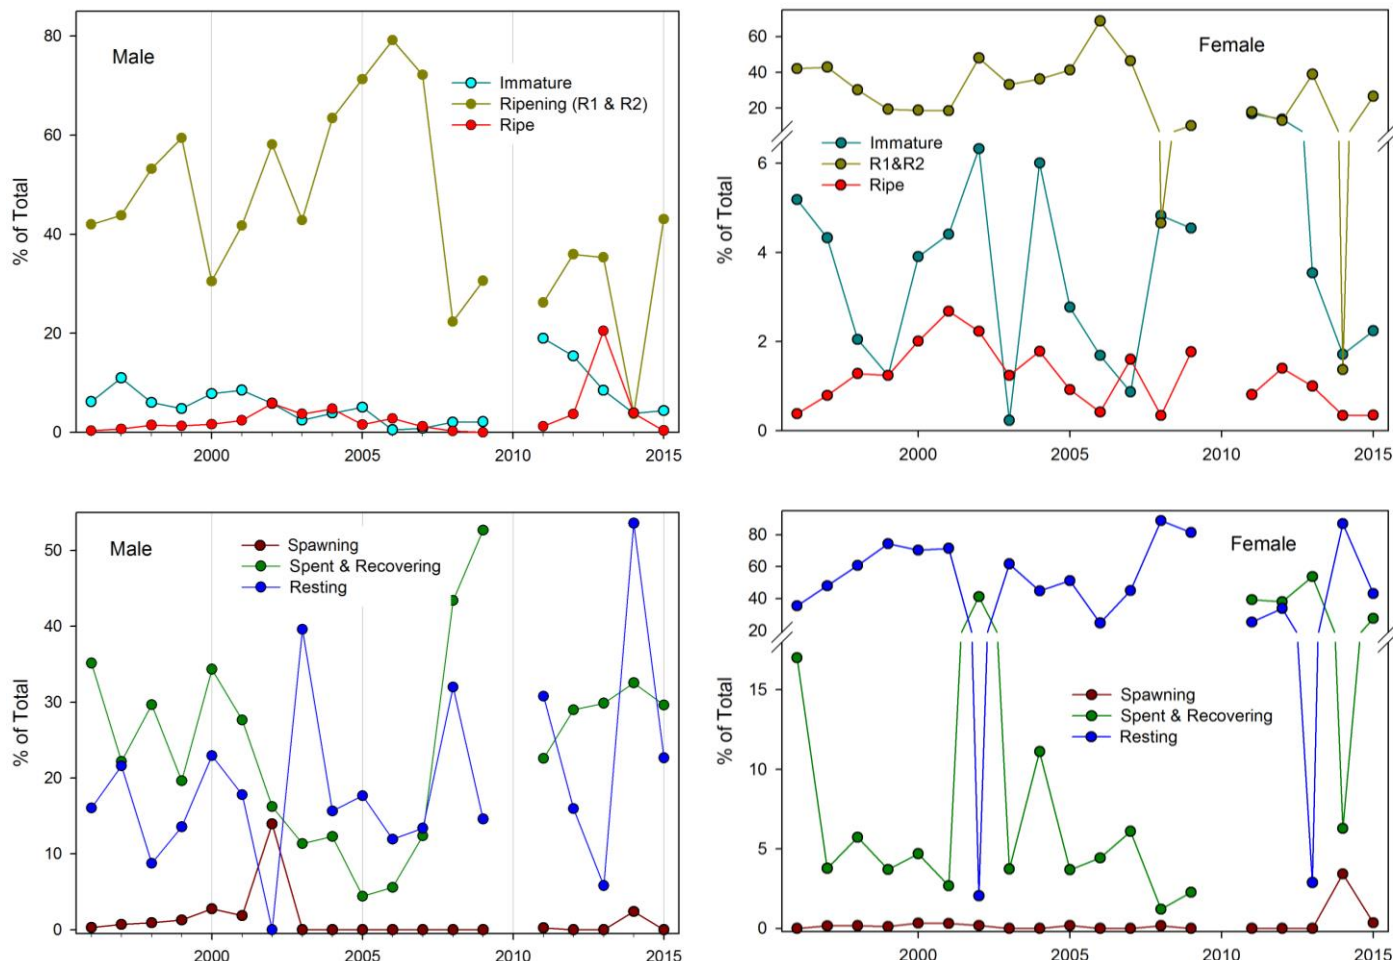 Male
Immature
Ripening (R1 & R2)
Ripe
% of Total
80
60
40
20
0
2000
2005
2010
2015
Female
Immature
R1&R2
Ripe
% of Total
60
40
20
6
4
2
0
2000
2005
2010
2015
Male
Spawning
Spent & Recovering
Resting
% of Total
50
40
30
20
10
0
2000
2005
2010
2015
Female
Spawning
Spent & Recovering
Resting
% of Total
80
60
40
20
15
10
5
0
2000
2005
2010
2015